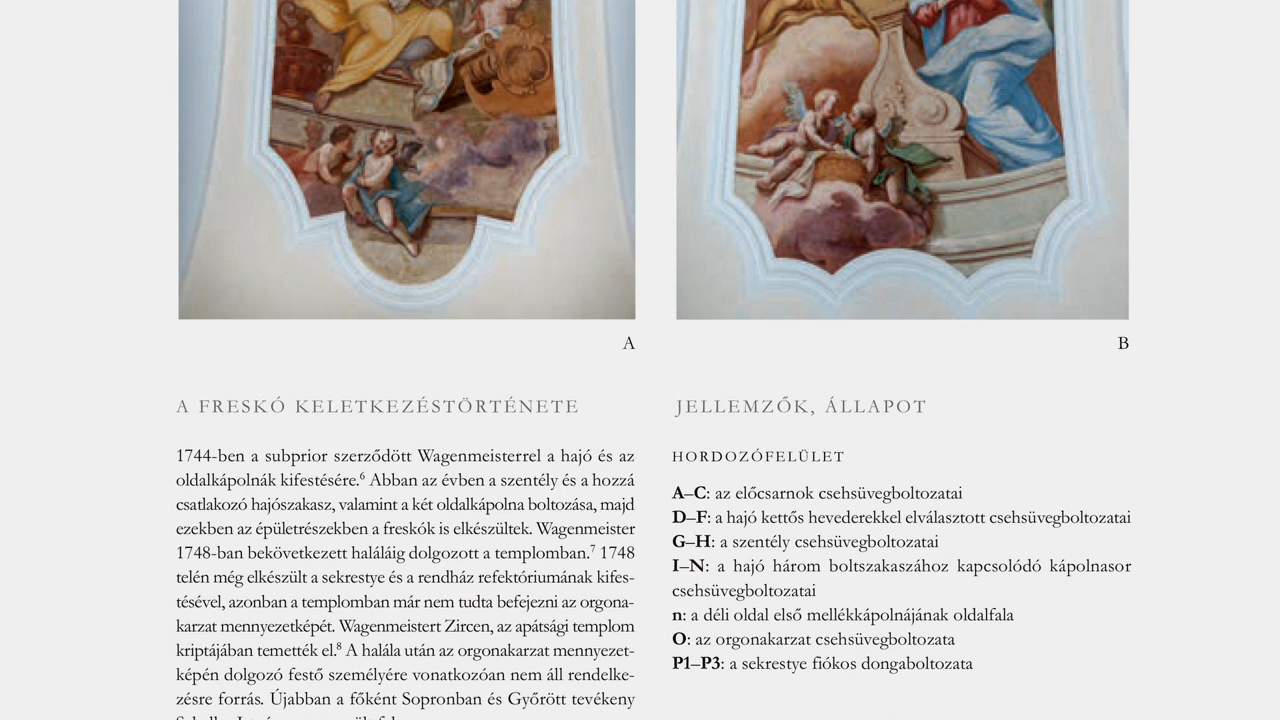 A
B
A FRESKÓ KELETKEZÉSTÖRTÉNETE
1744-ben a subprior szerződött Wagenmeisterrel a hajó és az
oldalkápolnák kifestésére.⁶ Abban az évben a szentély és a hozzá
csatlakozó hajószakasz, valamint a két oldalkápolna boltozása, majd
ezekben az épületrészekben a freskók is elkészültek. Wagenmeister
1748-ban bekövetkezett haláláig dolgozott a templomban.⁷ 1748
telén még elkészült a sekrestye és a rendház refektóriumának kifes-
tésével, azonban a templomban már nem tudta befejezni az orgona-
karzat mennyezetképét. Wagenmeistert Zircen, az apátsági templom
kriptájában temették el.⁸ A halála után az orgonakarzat mennyezet-
képén dolgozó festő személyére vonatkozóan nem áll rendelke-
zésre forrás. Újabban a főként Sopronban és Győrött tevékeny
JELLEMZŐK, ÁLLAPOT
HORDOZÓFELÜLET
A–C: az előcsarnok csehsüvegboltozatai
D–F: a hajó kettős hevederekkel elválasztott csehsüvegboltozatai
G–H: a szentély csehsüvegboltozatai
I–N: a hajó három boltszakaszához kapcsolódó kápolnasor
csehsüvegboltozatai
n: a déli oldal első mellékkápolnájának oldalfala
O: az orgonakarzat csehsüvegboltozata
P1–P3: a sekrestye fiókos dongaboltozata